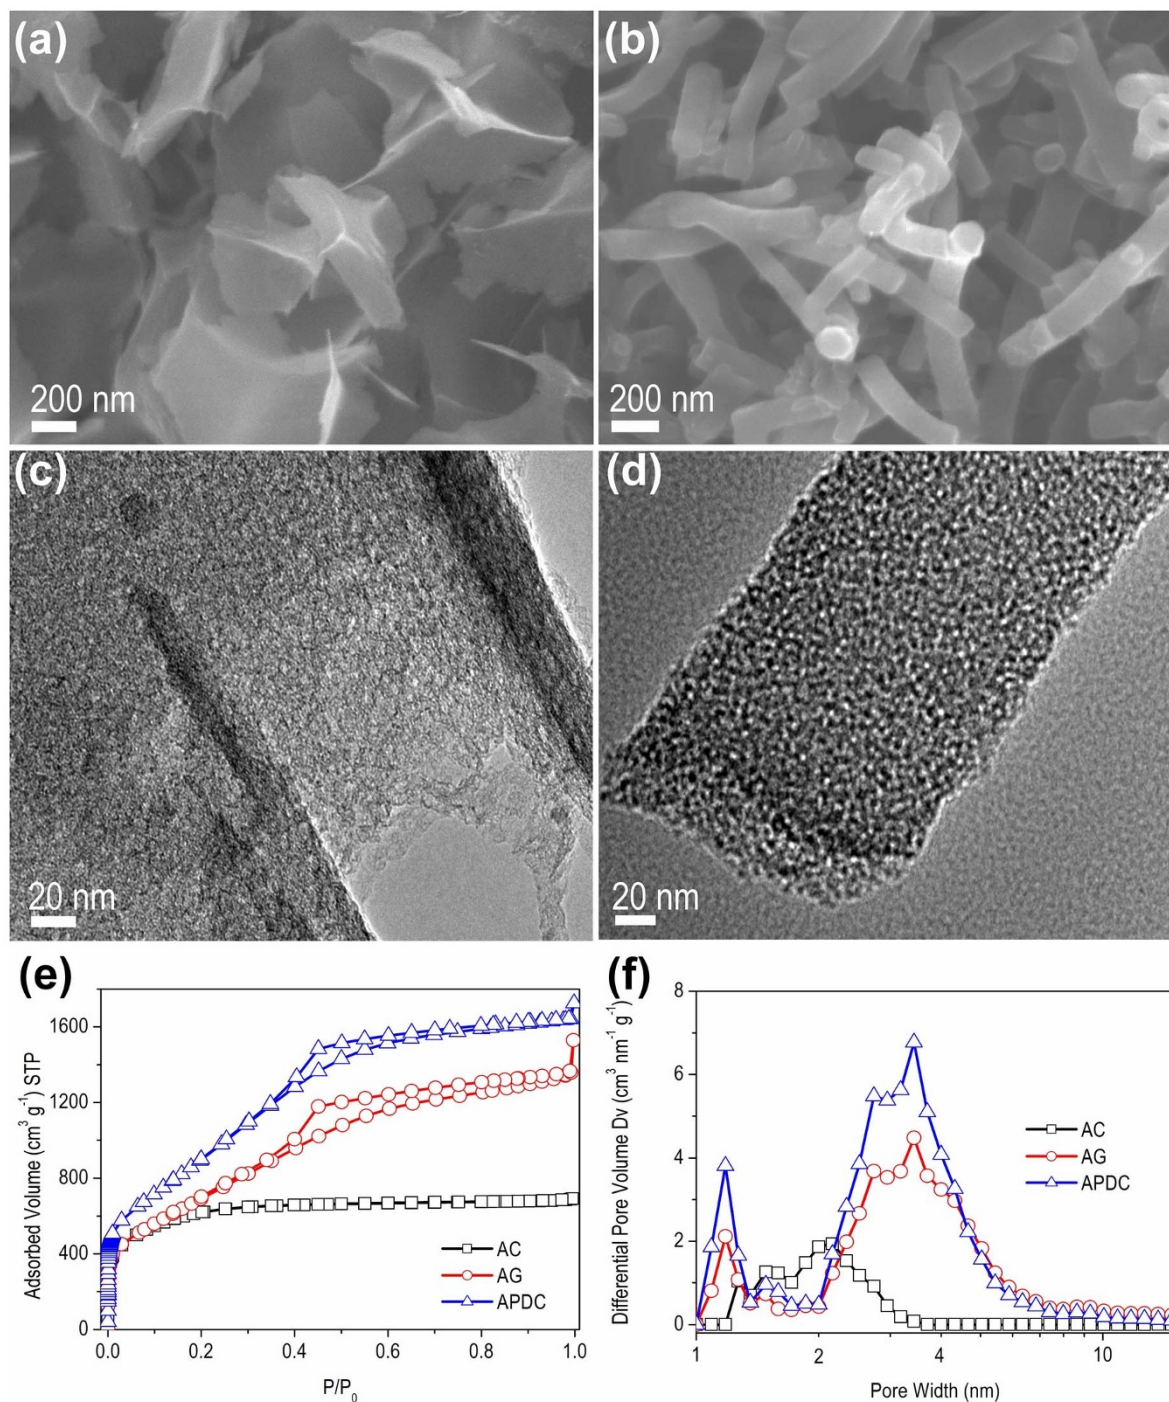 (a)
200 nm
(b)
200 nm
(c)
20 nm
(d)
20 nm
(e)
Adsorbed Volume (cm³ g⁻¹) STP
1600
1200
800
400
0
0.0 0.2 0.4 0.6 0.8 1.0
P/P₀
AC
AG
APDC
(f)
Differential Pore Volume Dv (cm³ nm⁻¹ g⁻¹)
8
6
4
2
0
1 2 4 10
Pore Width (nm)
AC
AG
APDC